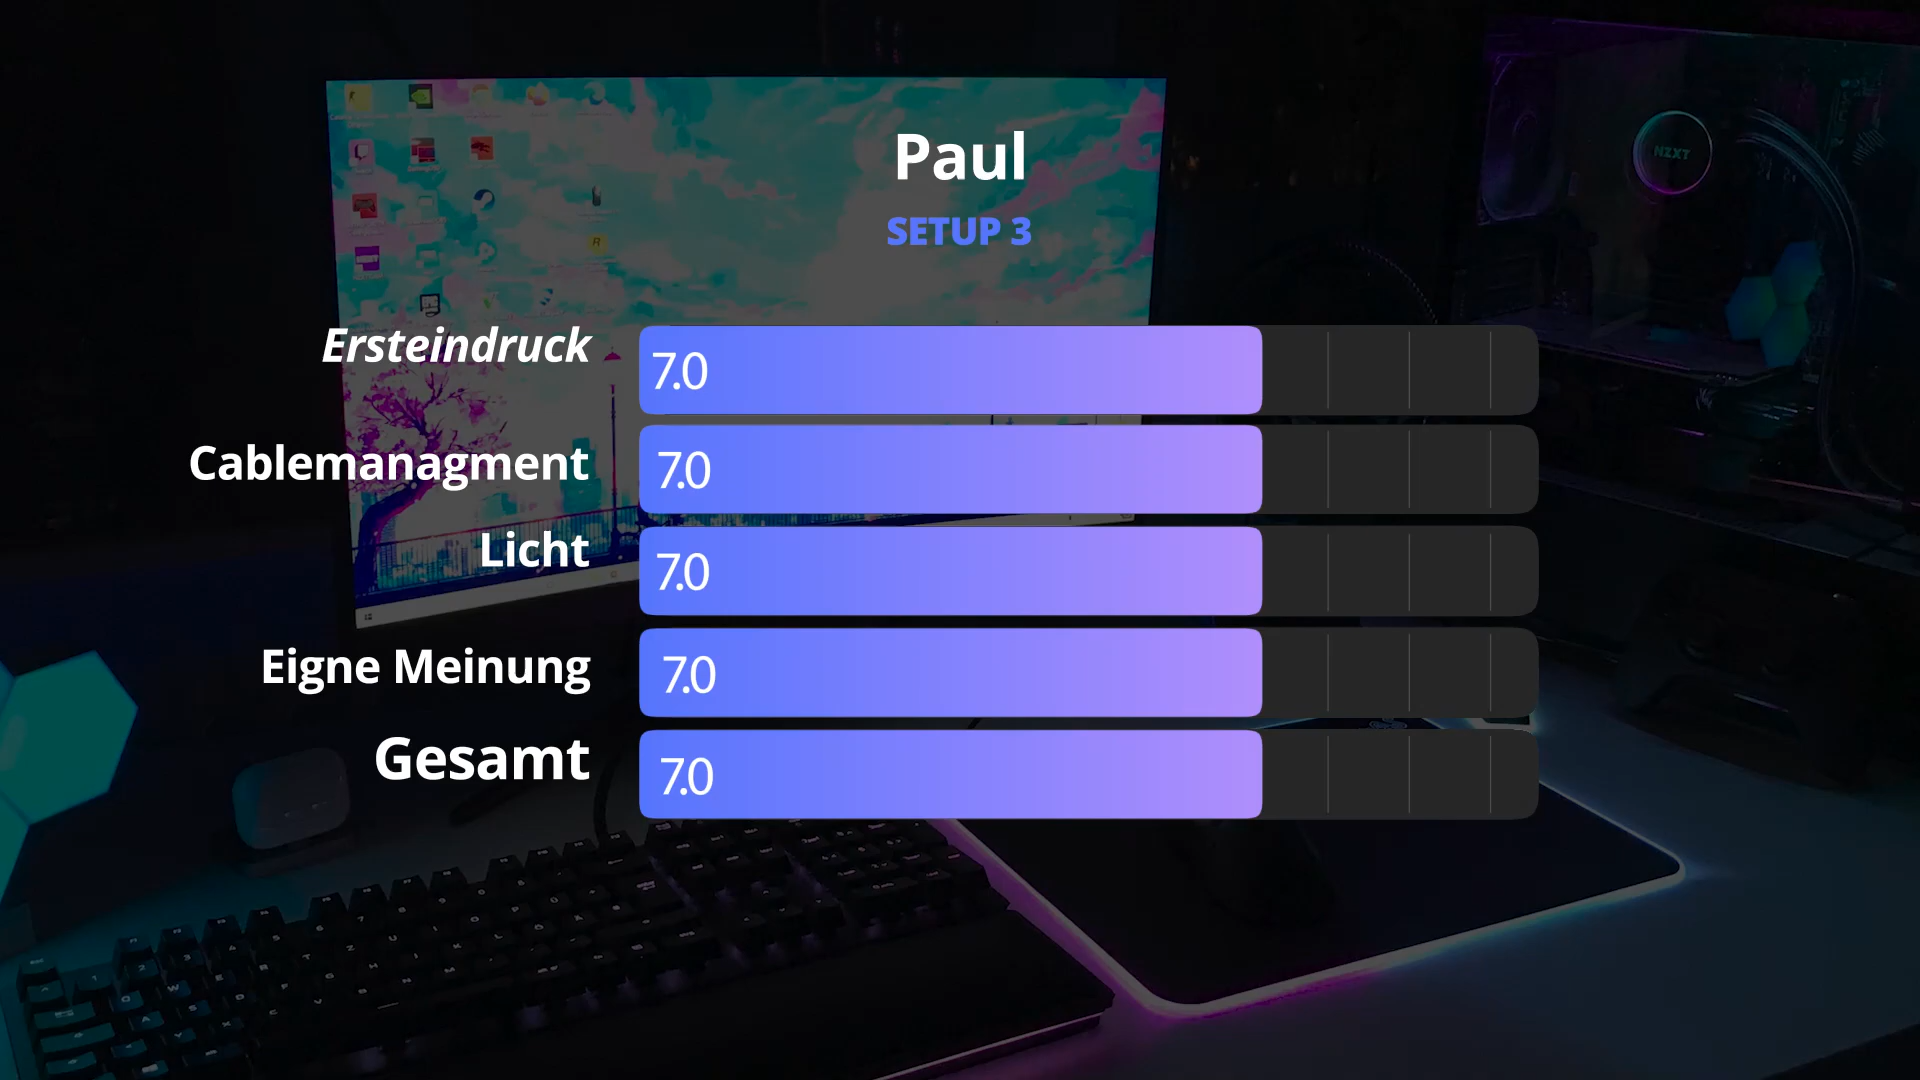 Paul
SETUP 3
Ersteindruck
7.0
Cablemanagment
7.0
Licht
7.0
Eigne Meinung
7.0
Gesamt
7.0
NZXT